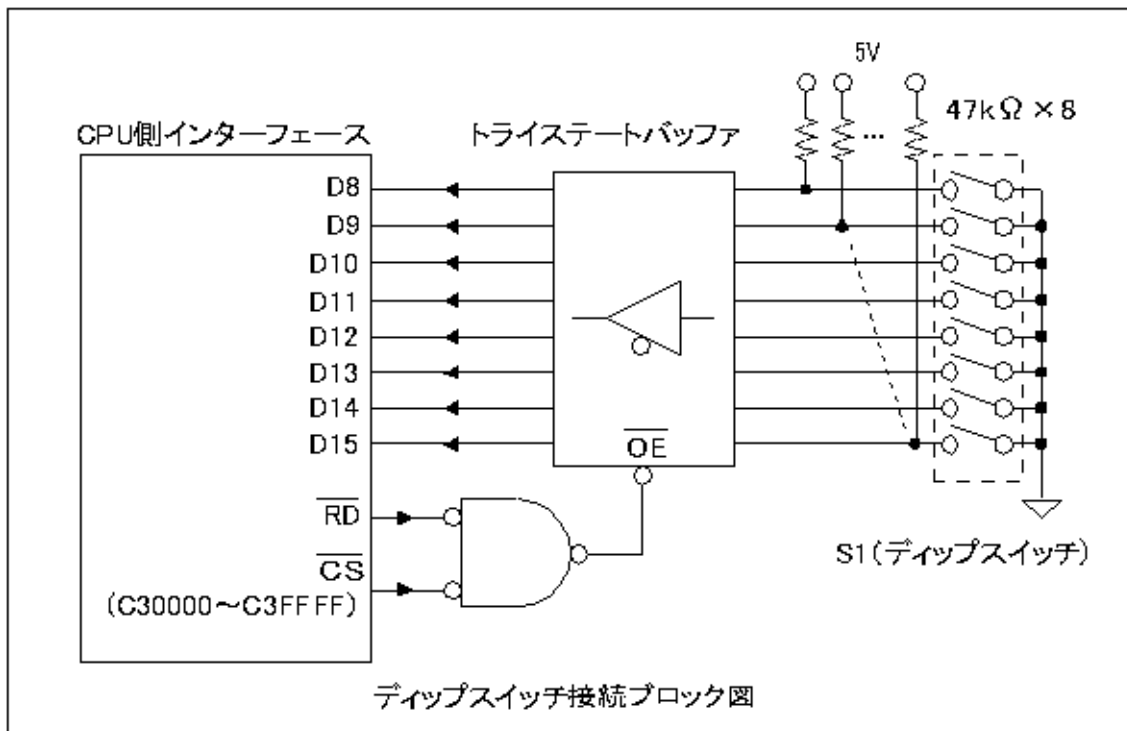 5V
47kΩ×8
CPU側インターフェース
トライステートバッファ
...
D8
D9
D10
D11
D12
D13
D14
D15
OE
RD
CS
(C30000～C3FFFF)
S1(ディップスイッチ)
ディップスイッチ接続ブロック図